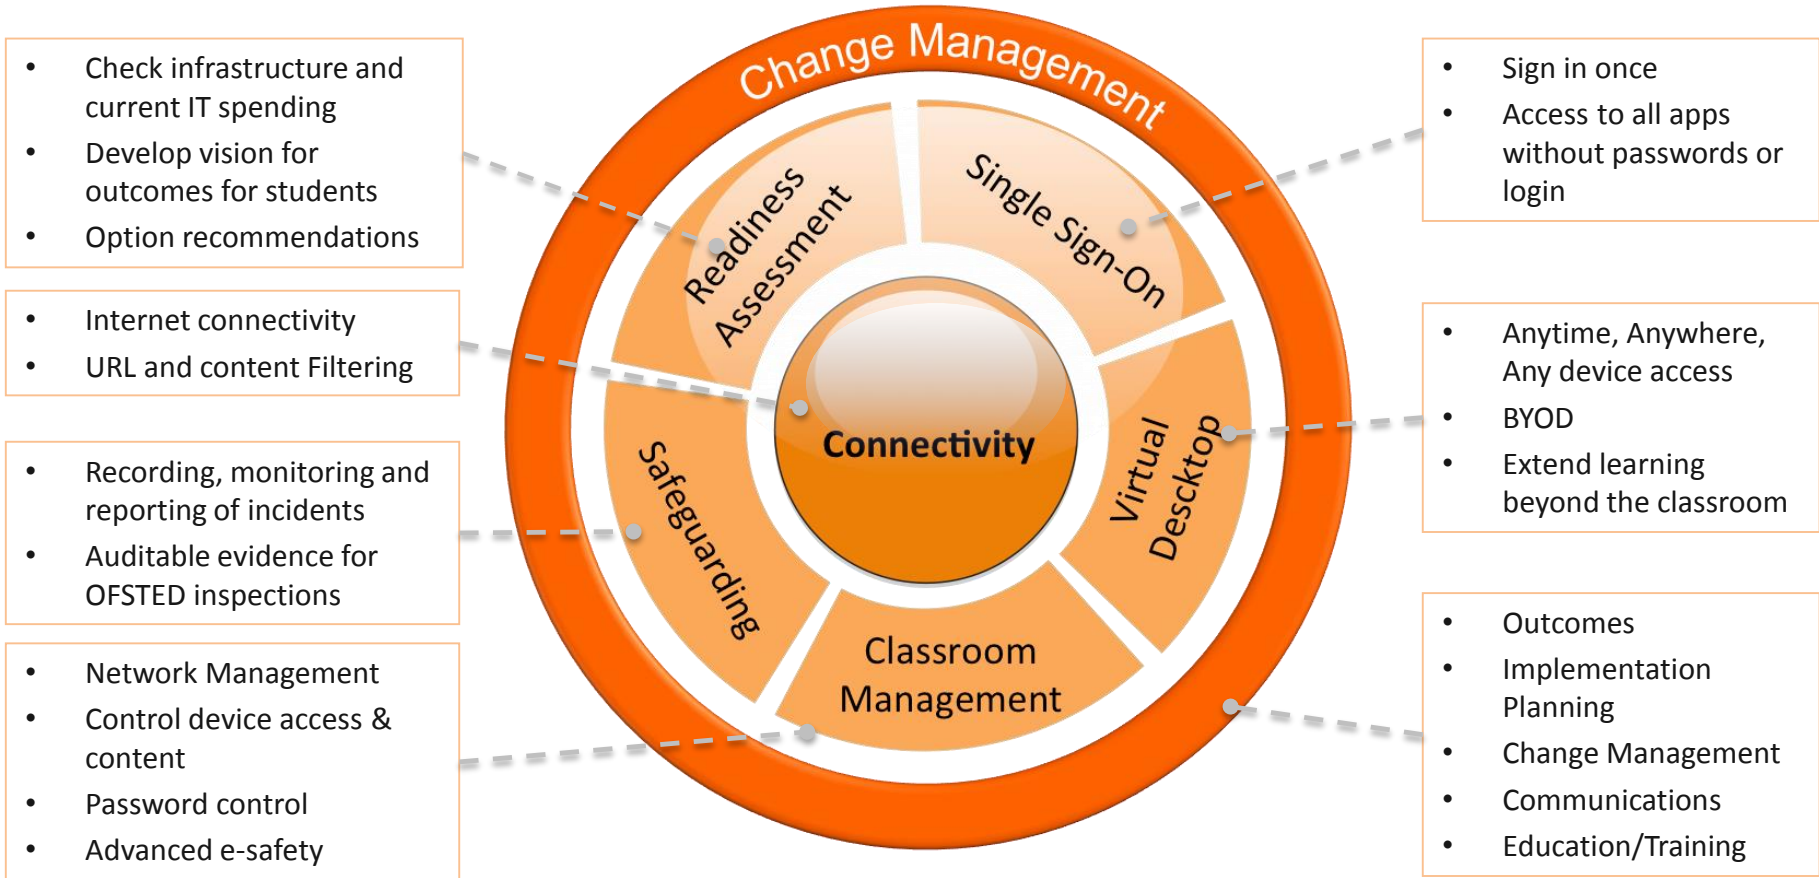 • Check infrastructure and
current IT spending
• Develop vision for
outcomes for students
• Option recommendations
• Internet connectivity
• URL and content Filtering
• Recording, monitoring and
reporting of incidents
• Auditable evidence for
OFSTED inspections
• Network Management
• Control device access &
content
• Password control
• Advanced e-safety
Change Management
Readiness
Assessment
Single Sign-On
Connectivity
Safeguarding
Virtual
Descktop
Classroom
Management
• Sign in once
• Access to all apps
without passwords or
login
• Anytime, Anywhere,
Any device access
• BYOD
• Extend learning
beyond the classroom
• Outcomes
• Implementation
Planning
• Change Management
• Communications
• Education/Training